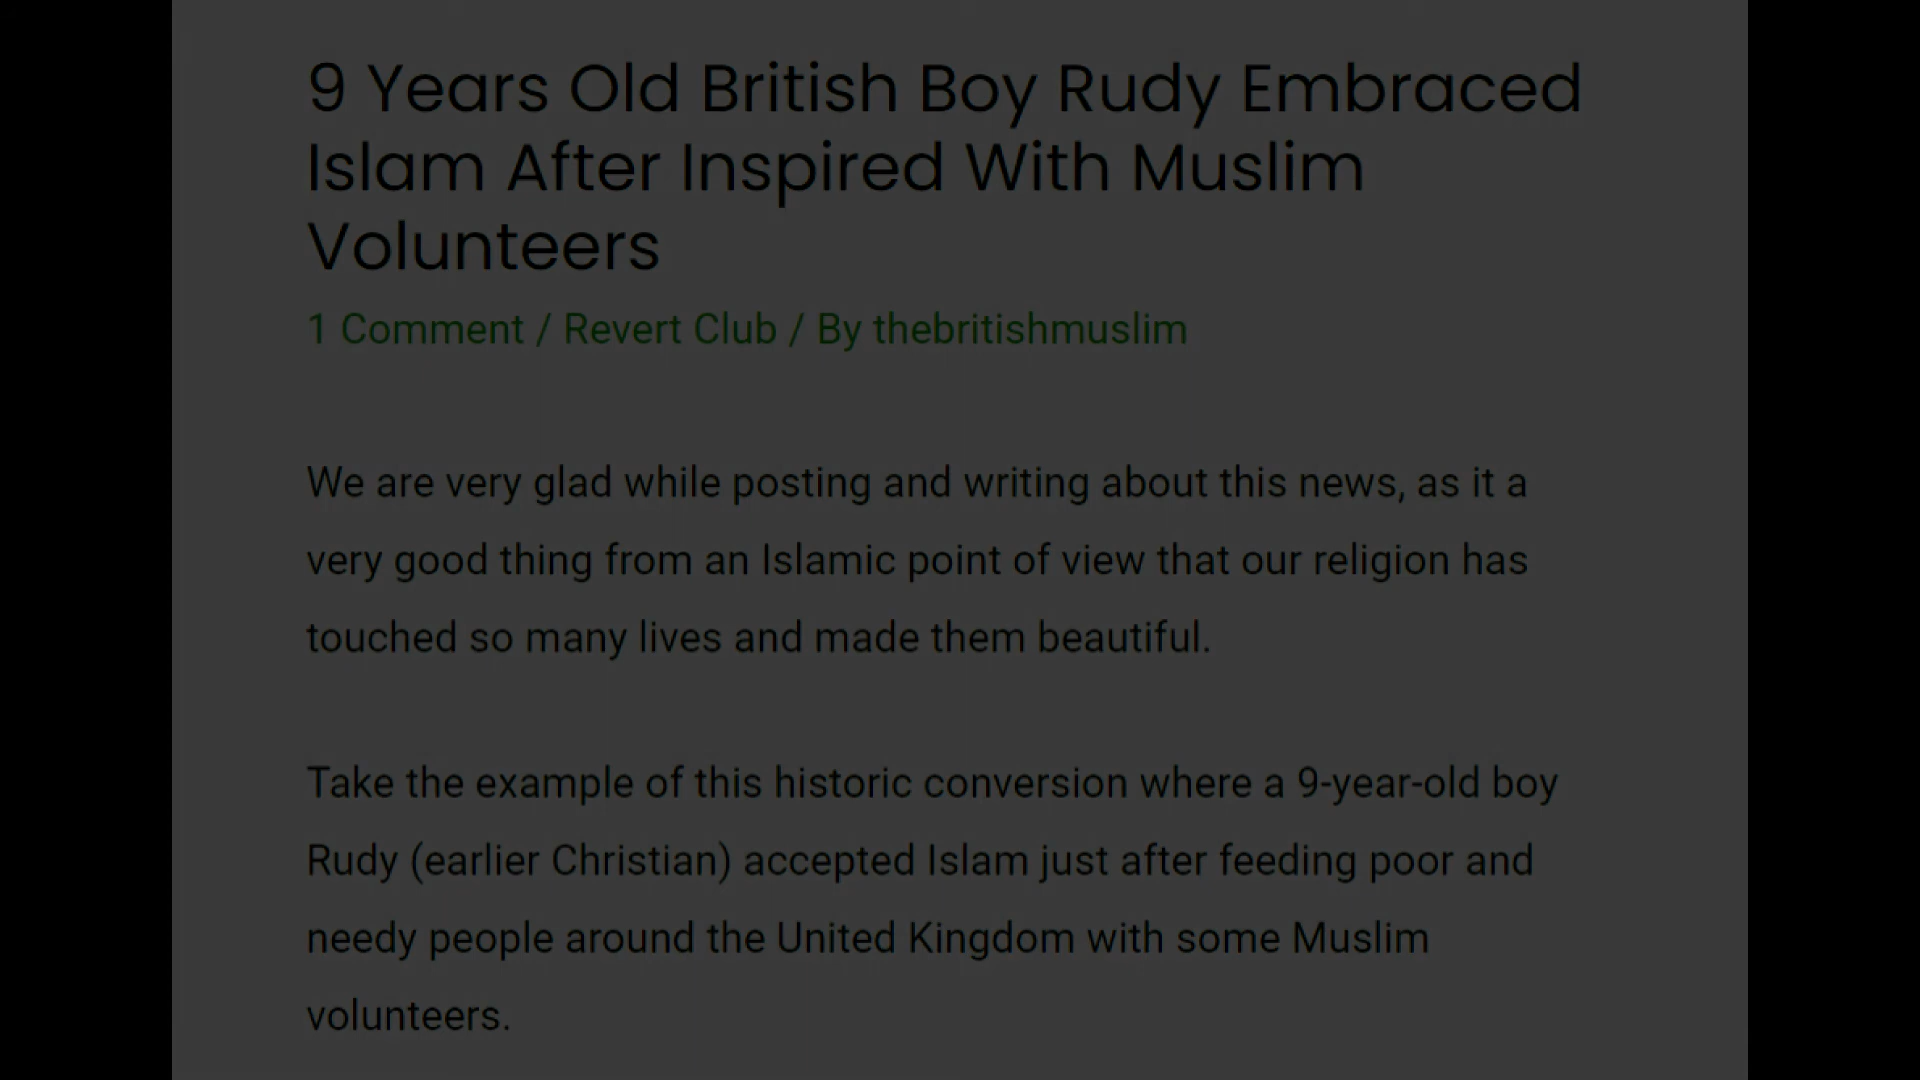 9 Years Old British Boy Rudy Embraced
Islam After Inspired With Muslim
Volunteers
1 Comment / Revert Club / By thebritishmuslim
We are very glad while posting and writing about this news, as it a
very good thing from an Islamic point of view that our religion has
touched so many lives and made them beautiful.
Take the example of this historic conversion where a 9-year-old boy
Rudy (earlier Christian) accepted Islam just after feeding poor and
needy people around the United Kingdom with some Muslim
volunteers.